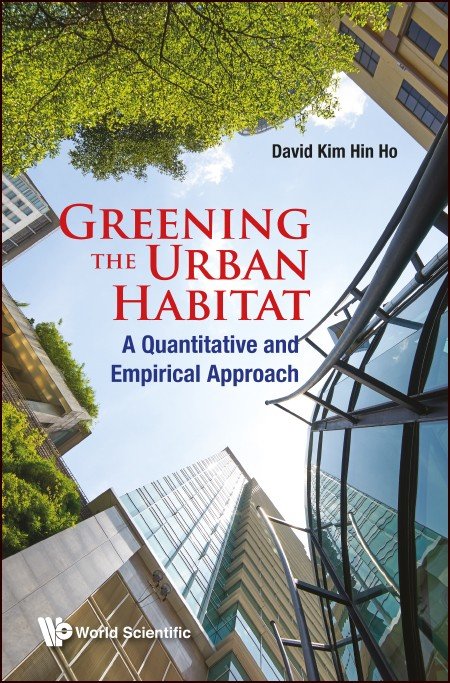 David Kim Hin Ho
GREENING
THE URBAN
HABITAT
A Quantitative and
Empirical Approach
World Scientific